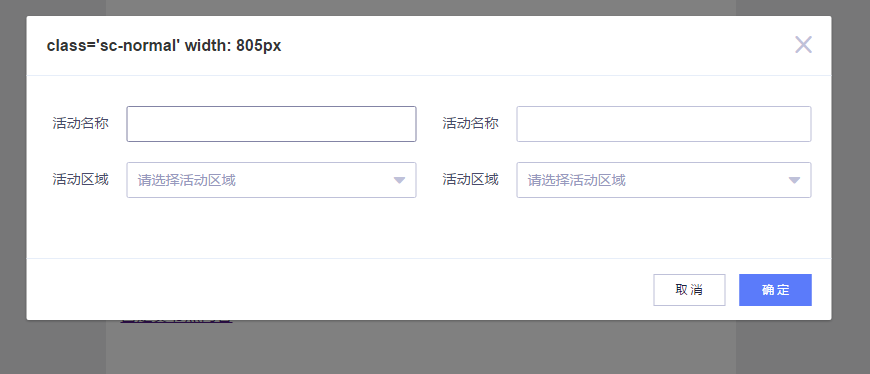 class='sc-normal' width: 805px
活动名称 活动名称
活动区域 请选择活动区域 活动区域 请选择活动区域
取消 确定